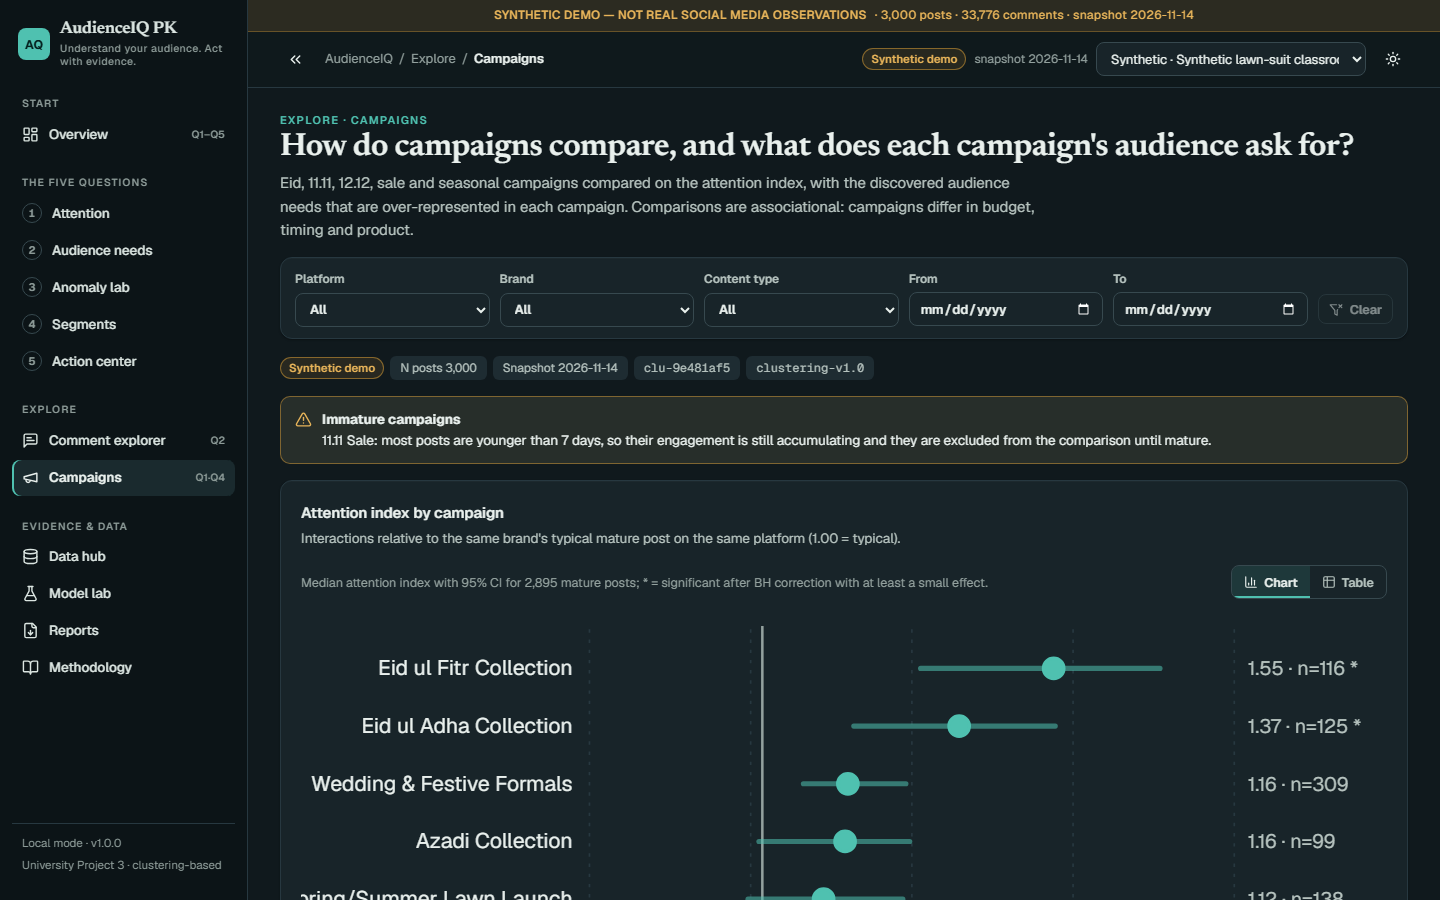 SYNTHETIC DEMO — NOT REAL SOCIAL MEDIA OBSERVATIONS · 3,000 posts · 33,776 comments · snapshot 2026-11-14
AQ
AudienceIQ PK
Understand your audience. Act
with evidence.
START
Overview Q1–Q5
THE FIVE QUESTIONS
1 Attention
2 Audience needs
3 Anomaly lab
4 Segments
5 Action center
EXPLORE
Comment explorer Q2
Campaigns Q1-Q4
EVIDENCE & DATA
Data hub
Model lab
Reports
Methodology
Local mode · v1.0.0
University Project 3 · clustering-based
« AudienceIQ / Explore / Campaigns
Synthetic demo snapshot 2026-11-14 Synthetic · Synthetic lawn-suit classroo
EXPLORE · CAMPAIGNS
How do campaigns compare, and what does each campaign's audience ask for?
Eid, 11.11, 12.12, sale and seasonal campaigns compared on the attention index, with the discovered audience
needs that are over-represented in each campaign. Comparisons are associational: campaigns differ in budget,
timing and product.
Platform Brand Content type From To
All All All mm/dd/yyyy mm/dd/yyyy Clear
Synthetic demo N posts 3,000 Snapshot 2026-11-14 clu-9e481af5 clustering-v1.0
Immature campaigns
11.11 Sale: most posts are younger than 7 days, so their engagement is still accumulating and they are excluded from the comparison until mature.
Attention index by campaign
Interactions relative to the same brand's typical mature post on the same platform (1.00 = typical).
Median attention index with 95% CI for 2,895 mature posts; * = significant after BH correction with at least a small effect.
Chart Table
Eid ul Fitr Collection 1.55 · n=116 *
Eid ul Adha Collection 1.37 · n=125 *
Wedding & Festive Formals 1.16 · n=309
Azadi Collection 1.16 · n=99
pring/Summer Lawn Launch 1.12 · n=138